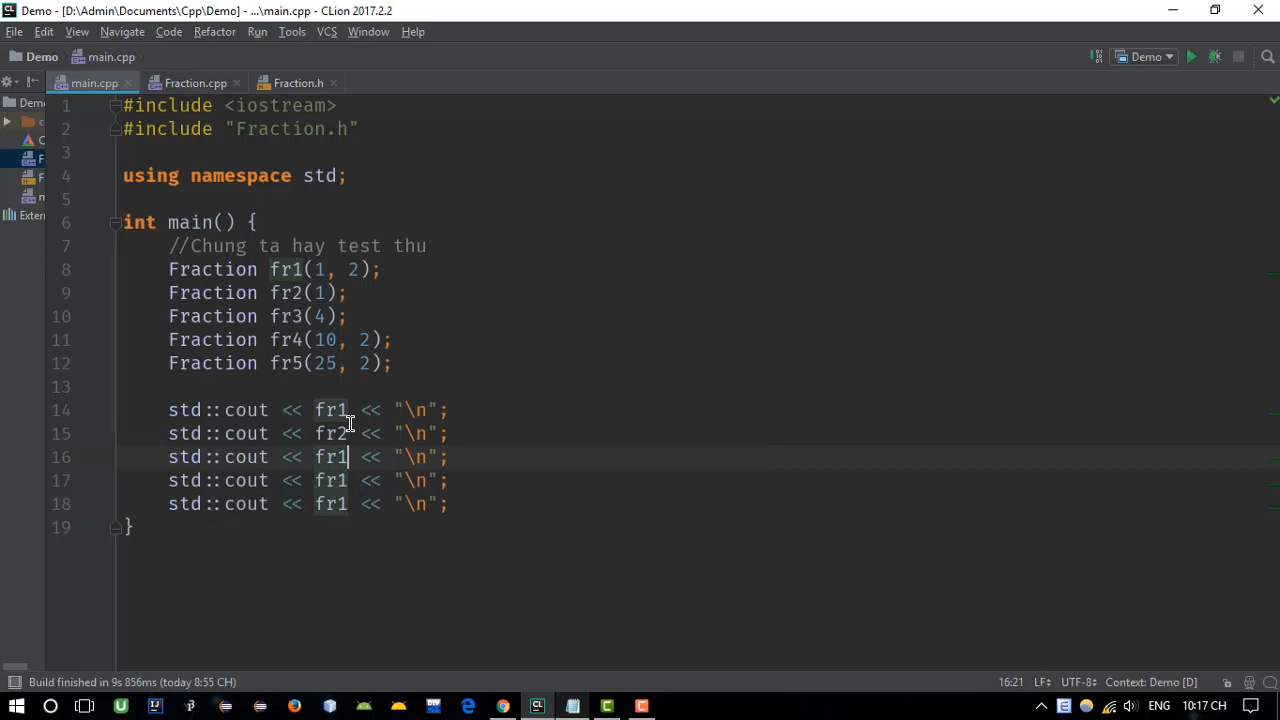 Demo - [D:\Admin\Documents\Cpp\Demo] - ...\main.cpp - CLion 2017.2.2
File Edit View Navigate Code Refactor Run Tools VCS Window Help
Demo main.cpp Demo
main.cpp Fraction.cpp Fraction.h
Demo
Exter
1 #include <iostream>
2 #include "Fraction.h"
3
4 using namespace std;
5
6 int main() {
7 //Chung ta hay test thu
8 Fraction fr1(1, 2);
9 Fraction fr2(1);
10 Fraction fr3(4);
11 Fraction fr4(10, 2);
12 Fraction fr5(25, 2);
13
14 std::cout << fr1 << "\n";
15 std::cout << fr2 << "\n";
16 std::cout << fr1 << "\n";
17 std::cout << fr1 << "\n";
18 std::cout << fr1 << "\n";
19 }
Build finished in 9s 856ms (today 8:55 CH) 16:21 LF÷ UTF-8÷ Context: Demo [D]
ENG 10:17 CH